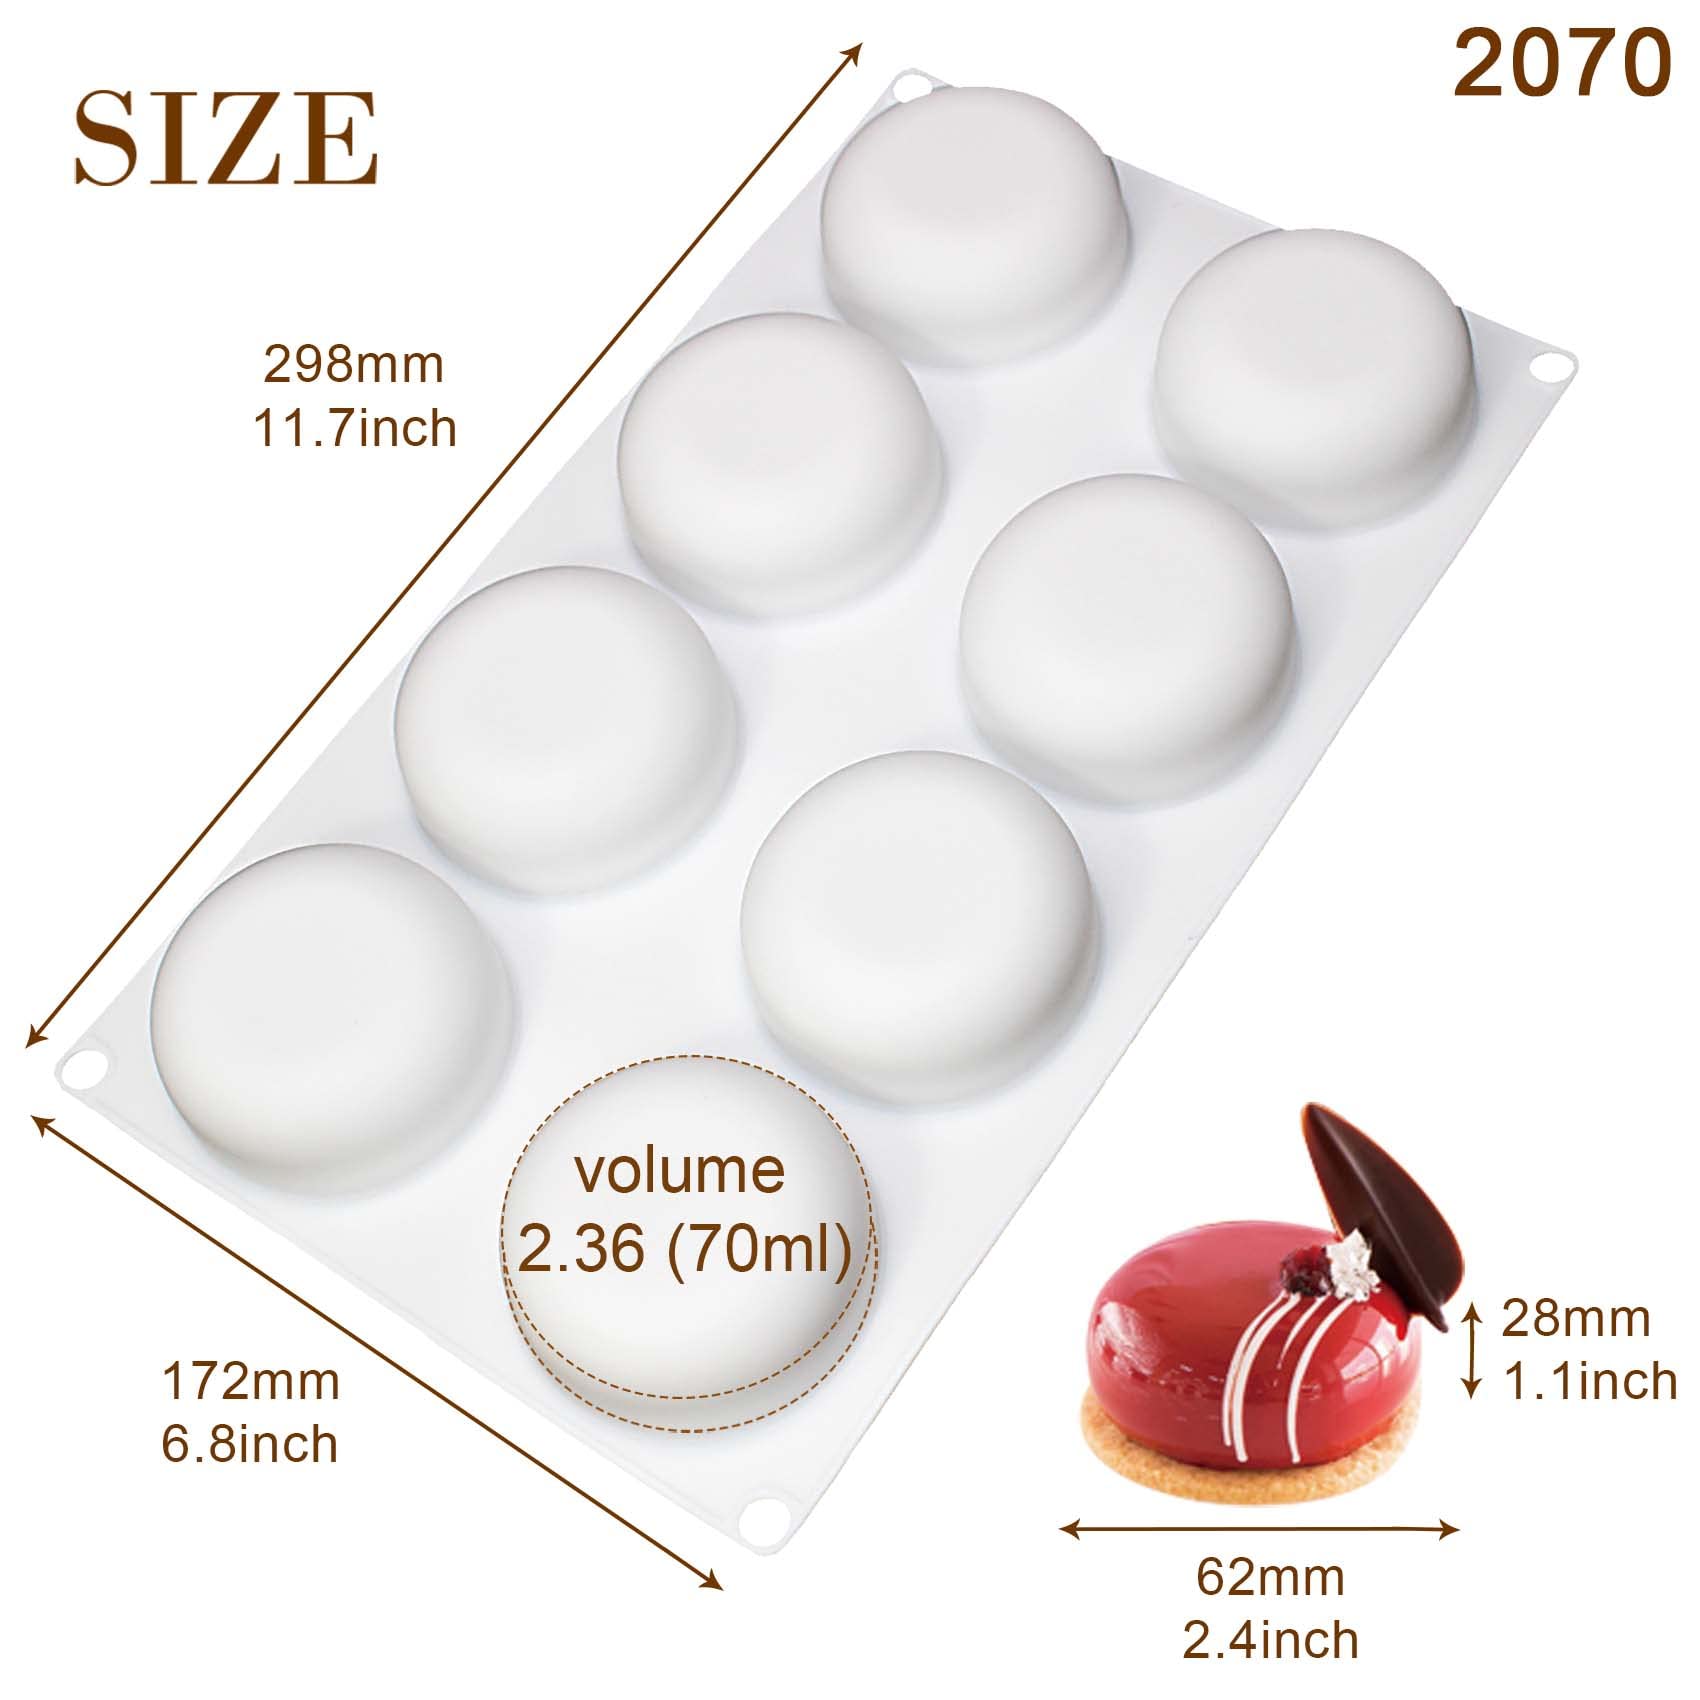 2070
SIZE
298mm
11.7inch
volume
2.36 (70ml)
28mm
1.1inch
172mm
6.8inch
62mm
2.4inch